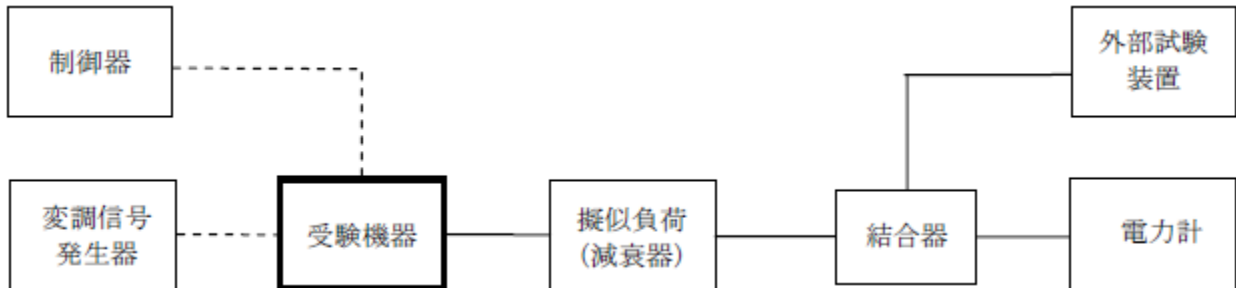 制御器
外部試験
装置
変調信号
発生器
受験機器
擬似負荷
(減衰器)
結合器
電力計